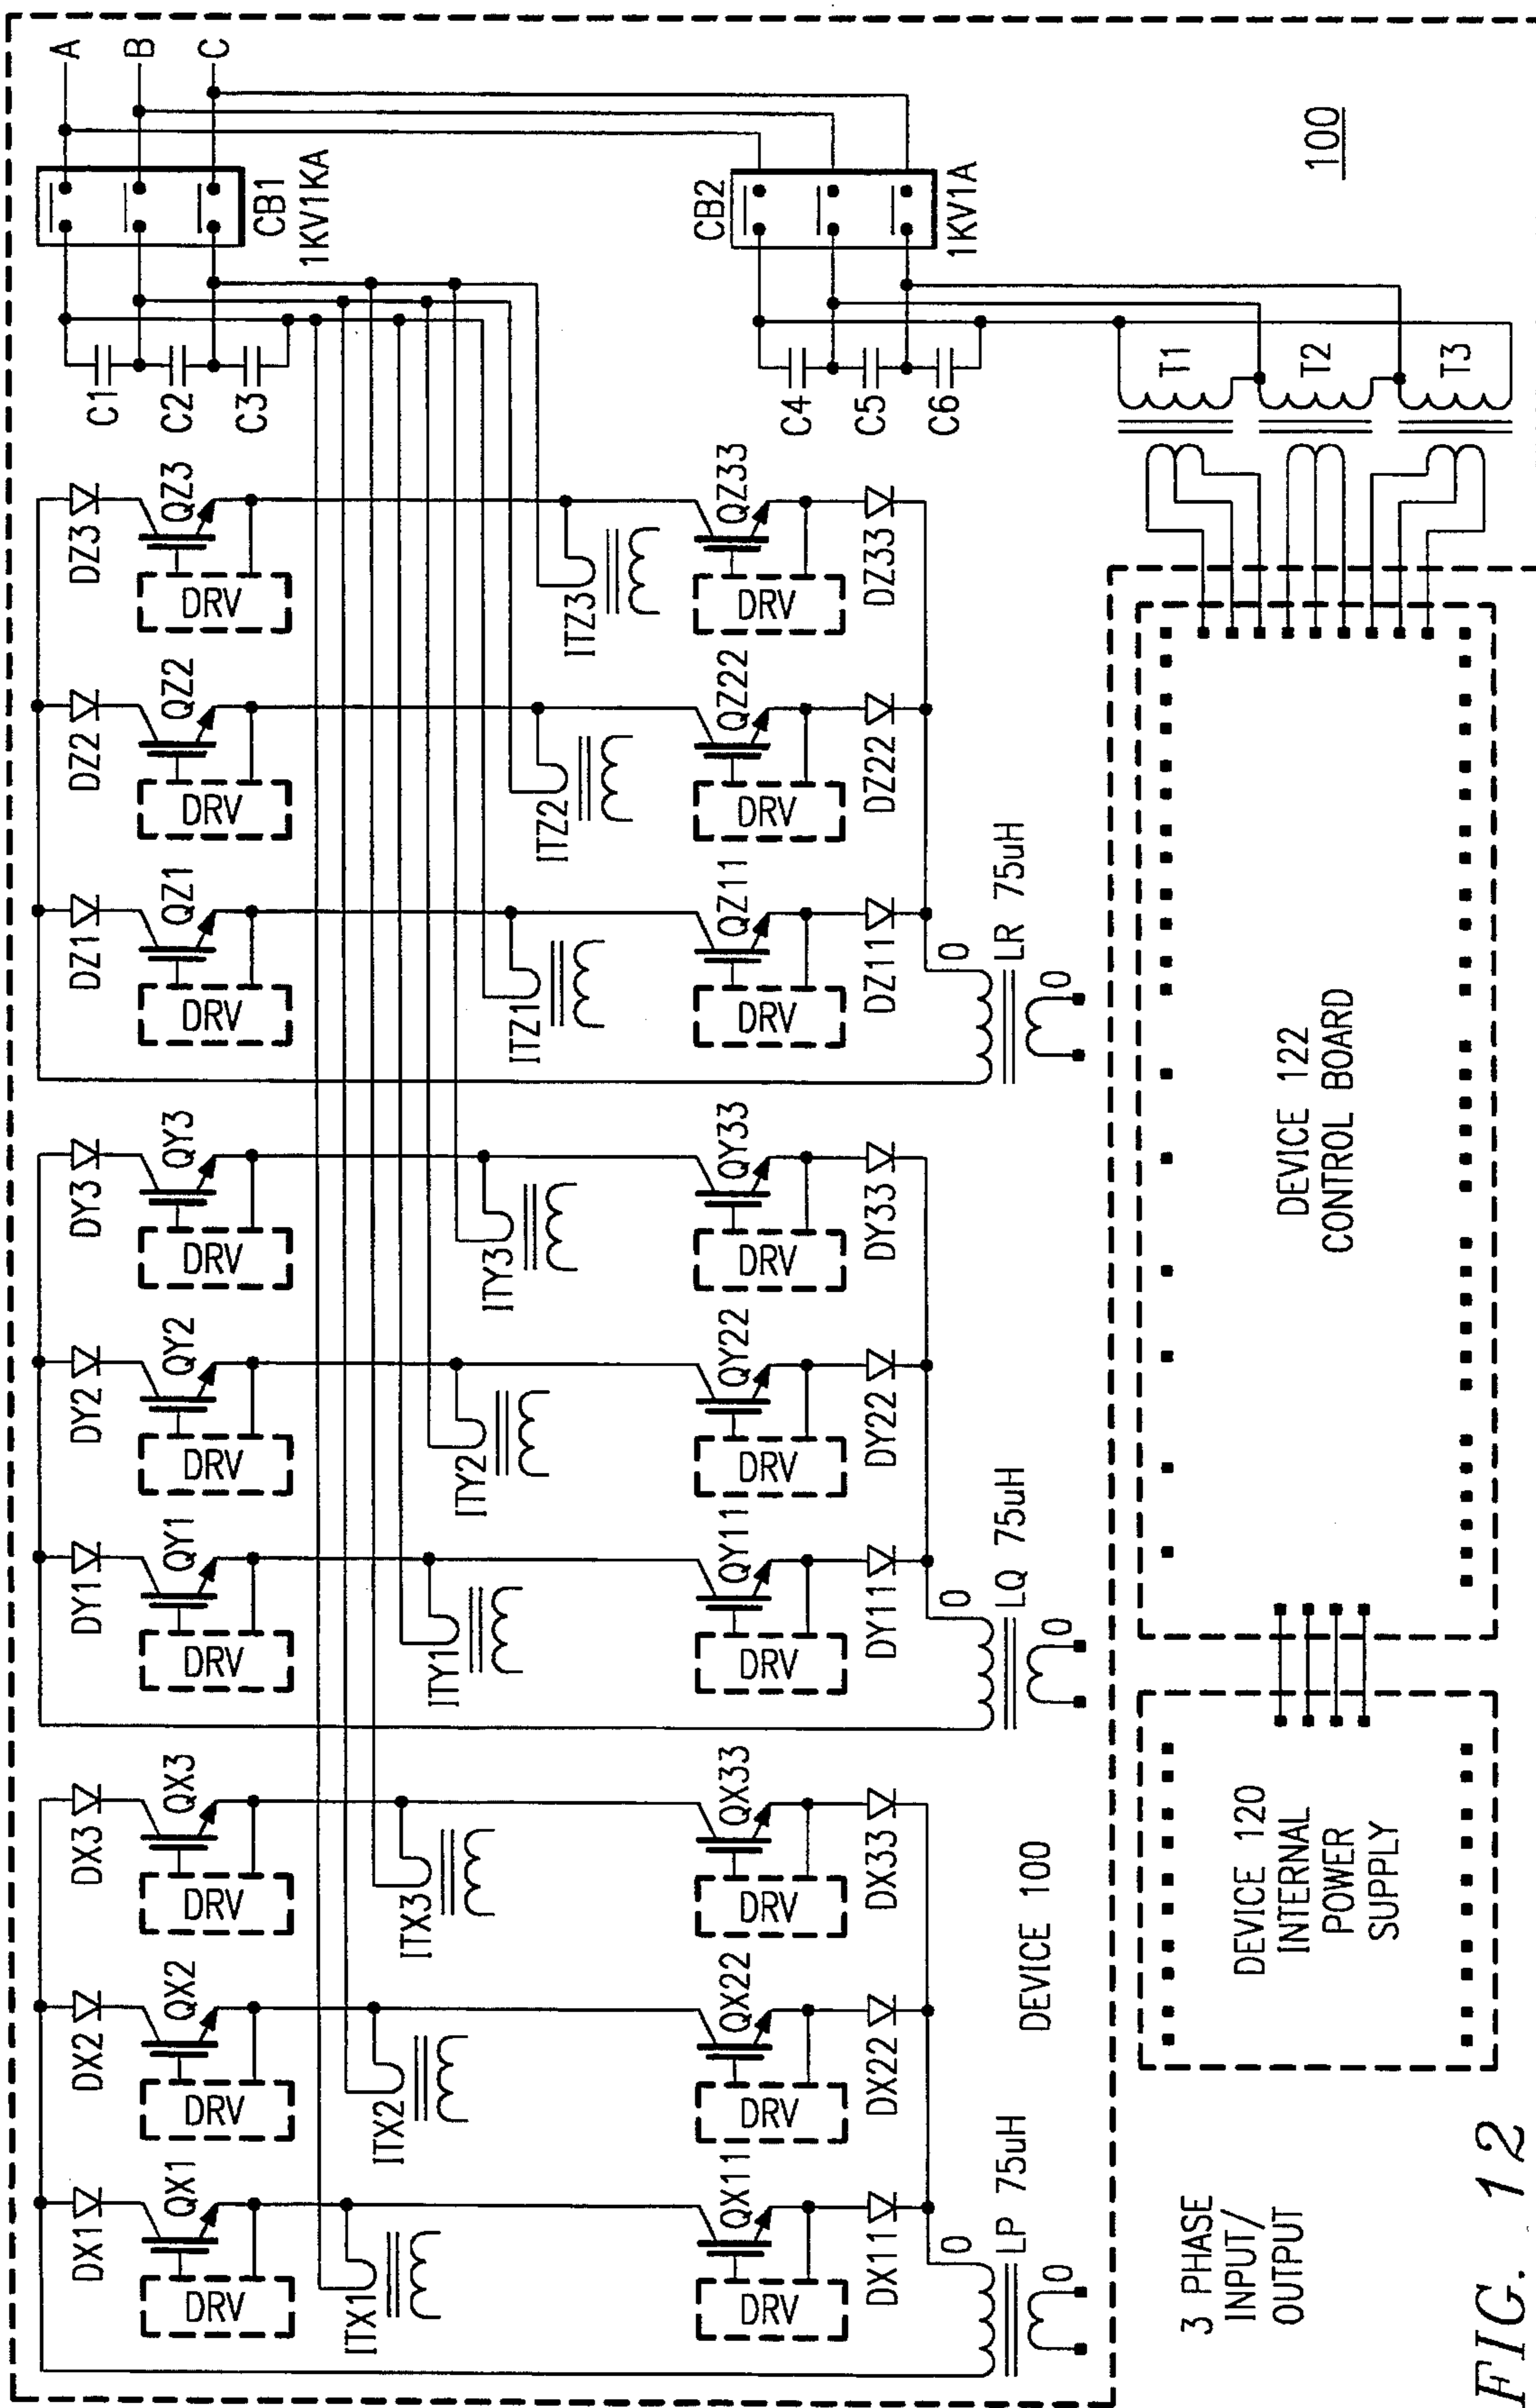 A
B
C
CB1
1KV1KA
CB2
1KV1A
100
C1
C2
C3
C4
C5
C6
T1
T2
T3
DX1
DX2
DX3
DY1
DY2
DY3
DZ1
DZ2
DZ3
QX1
QX2
QX3
QY1
QY2
QY3
QZ1
QZ2
QZ3
DRV
DRV
DRV
DRV
DRV
DRV
DRV
DRV
DRV
ITX1
ITX2
ITX3
ITY1
ITY2
ITY3
ITZ1
ITZ2
ITZ3
QX11
QX22
QX33
QY11
QY22
QY33
QZ11
QZ22
QZ33
DRV
DRV
DRV
DRV
DRV
DRV
DRV
DRV
DRV
DX11
DX22
DX33
DY11
DY22
DY33
DZ11
DZ22
DZ33
O
LP 75uH
O
O
LQ 75uH
O
O
LR 75uH
O
DEVICE 100
3 PHASE
INPUT/
OUTPUT
DEVICE 120
INTERNAL
POWER
SUPPLY
DEVICE 122
CONTROL BOARD
FIG. 12